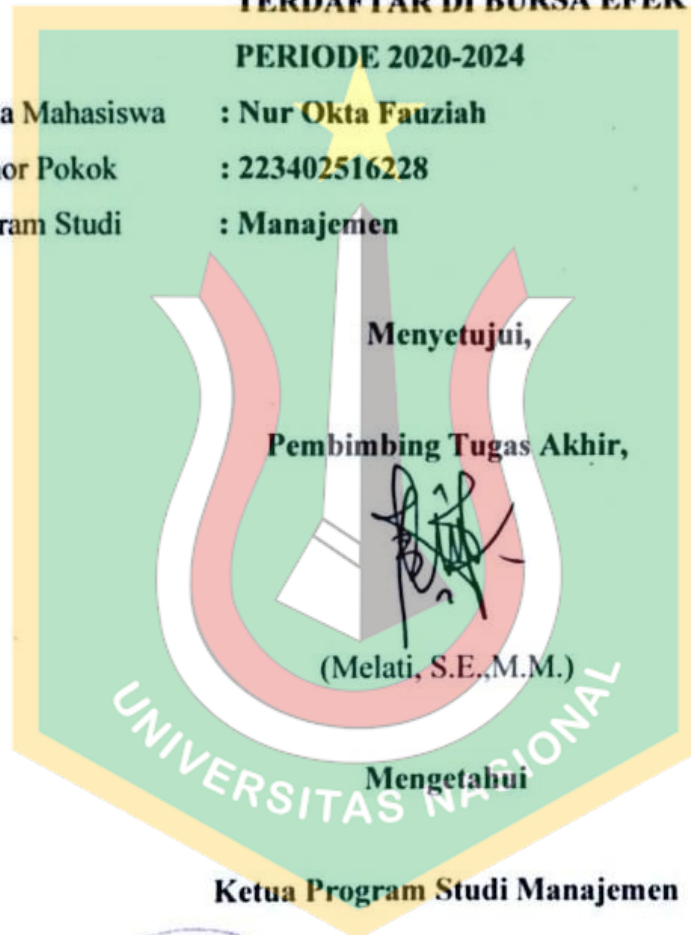 TERDAFTAR DI BURSA EFEK
PERIODE 2020-2024
a Mahasiswa : Nur Okta Fauziah
or Pokok : 223402516228
ram Studi : Manajemen
Menyetujui,
Pembimbing Tugas Akhir,
(Melati, S.E.,M.M.)
UNIVERSITAS NASIONAL
Mengetahui
Ketua Program Studi Manajemen